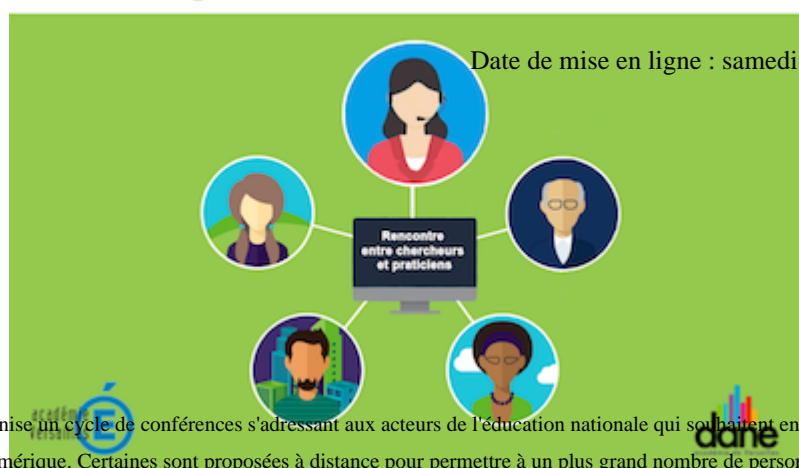 Date de mise en ligne : samedi
Rencontre
entre chercheurs
et praticiens
académie
Versailles
dane
nise un cycle de conférences s'adressant aux acteurs de l'éducation nationale qui souhaitent en
mérique. Certaines sont proposées à distance pour permettre à un plus grand nombre de person